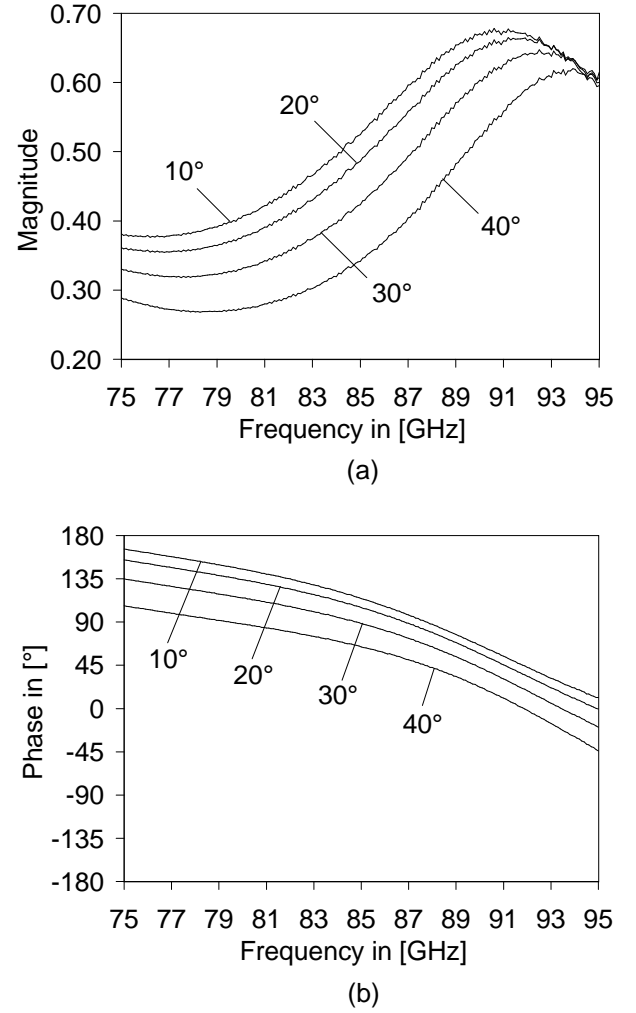 0.70
0.60
0.50
0.40
0.30
0.20
Magnitude
10°
20°
30°
40°
75 77 79 81 83 85 87 89 91 93 95
Frequency in [GHz]
(a)
180
135
90
45
0
-45
-90
-135
-180
Phase in [°]
10°
20°
30°
40°
75 77 79 81 83 85 87 89 91 93 95
Frequency in [GHz]
(b)